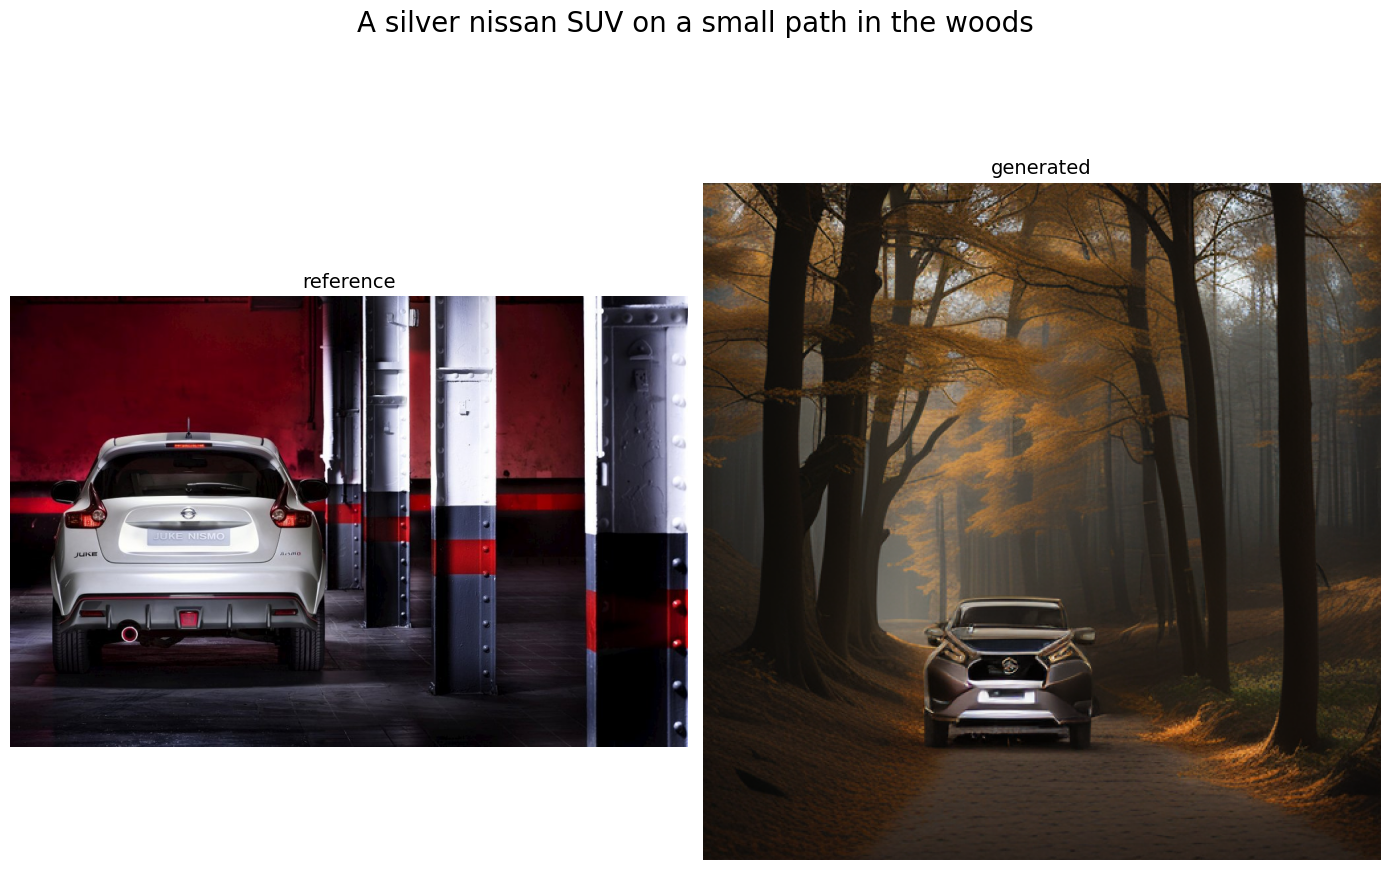 A silver nissan SUV on a small path in the woods
generated
reference
JUKE NISMO
JUKE